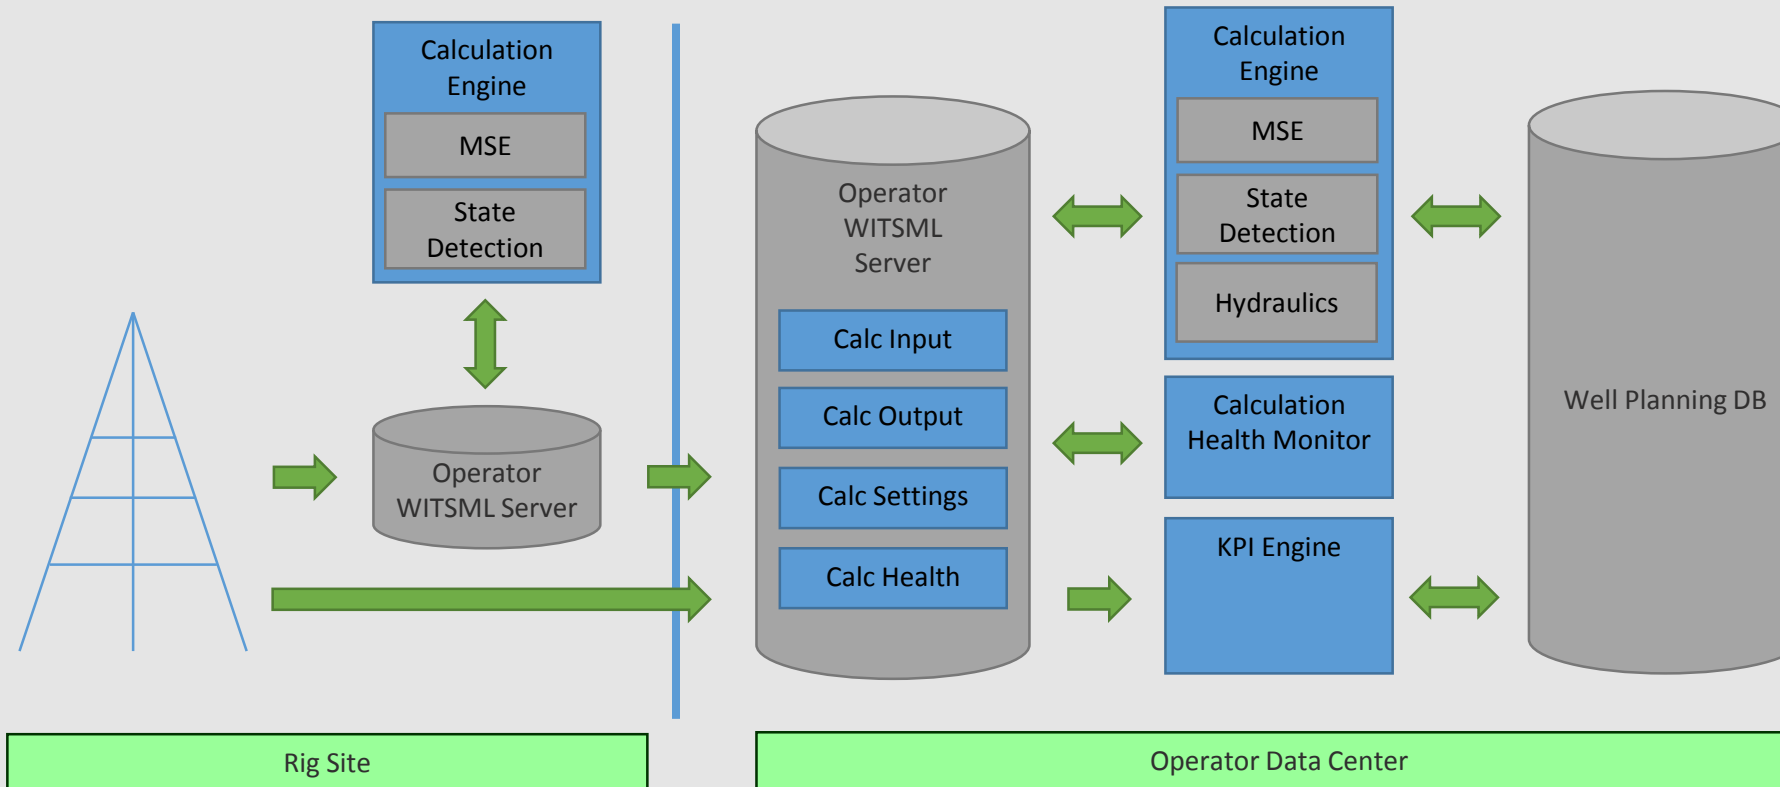 Calculation
Engine
MSE
State
Detection
Operator
WITSML Server
Rig Site
Operator
WITSML
Server
Calc Input
Calc Output
Calc Settings
Calc Health
Calculation
Engine
MSE
State
Detection
Hydraulics
Calculation
Health Monitor
KPI Engine
Well Planning DB
Operator Data Center